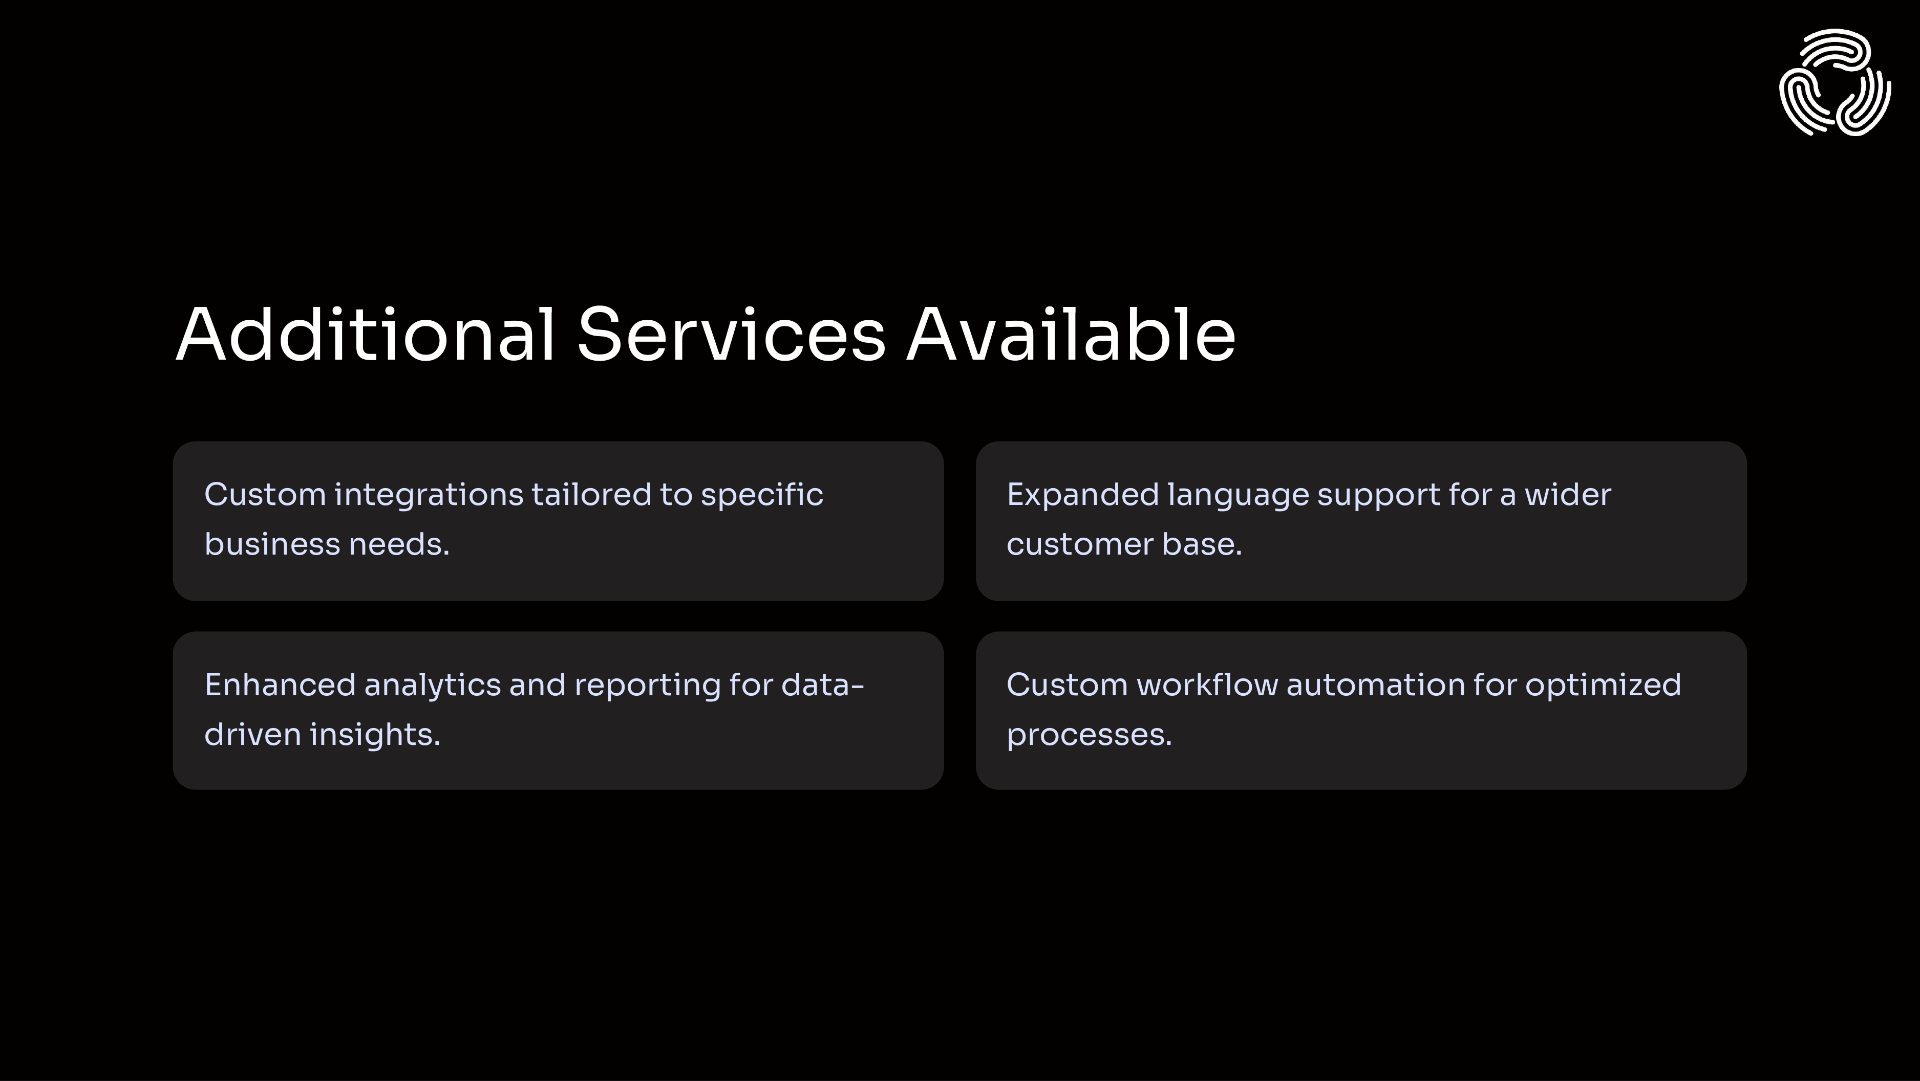 Additional Services Available
Custom integrations tailored to specific
business needs.
Expanded language support for a wider
customer base.
Enhanced analytics and reporting for data-
driven insights.
Custom workflow automation for optimized
processes.